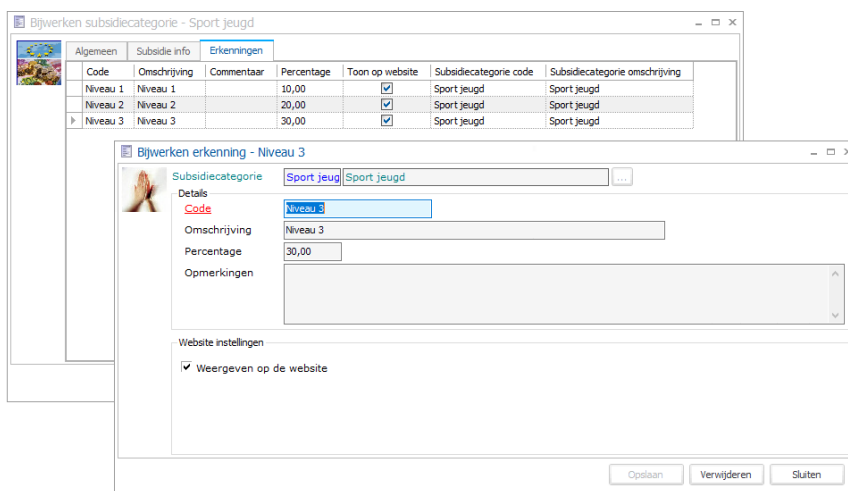 Bijwerken subsidiecategorie - Sport jeugd
Algemeen Subsidie info Erkenningen
Code Omschrijving Commentaar Percentage Toon op website Subsidiecategorie code Subsidiecategorie omschrijving
Niveau 1 Niveau 1 10,00 Sport jeugd Sport jeugd
Niveau 2 Niveau 2 20,00 Sport jeugd Sport jeugd
Niveau 3 Niveau 3 30,00 Sport jeugd Sport jeugd
Bijwerken erkenning - Niveau 3
Subsidiecategorie Sport jeug Sport jeugd ...
Details
Code Niveau 3
Omschrijving Niveau 3
Percentage 30,00
Opmerkingen
Website instellingen
Weergeven op de website
Opslaan Verwijderen Sluiten